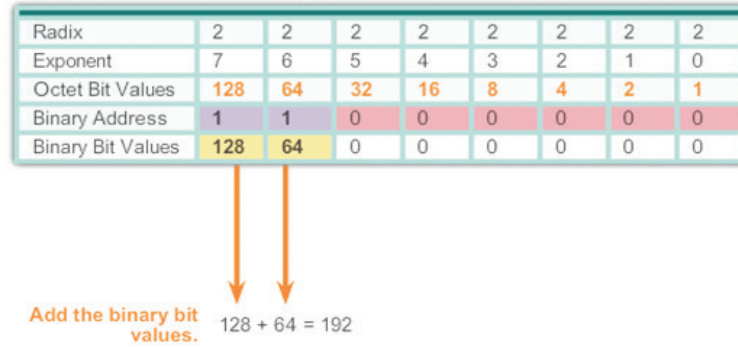 Radix 2 2 2 2 2 2 2 2
Exponent 7 6 5 4 3 2 1 0
Octet Bit Values 128 64 32 16 8 4 2 1
Binary Address 1 1 0 0 0 0 0 0
Binary Bit Values 128 64 0 0 0 0 0 0
Add the binary bit 128 + 64 = 192
values.